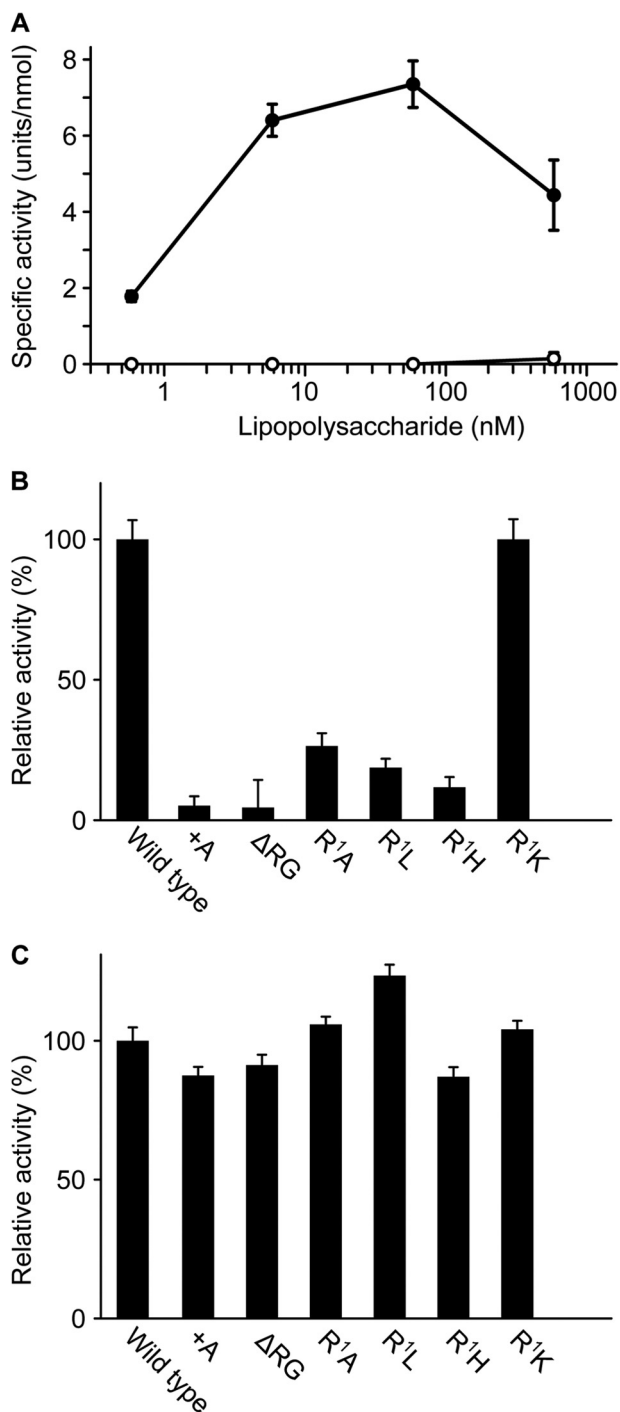 A
Specific activity (units/nmol)
8
6
4
2
0
1 10 100 1000
Lipopolysaccharide (nM)
B
Relative activity (%)
100
50
0
Wild type +A ΔRG R¹A R¹L R¹H R¹K
C
Relative activity (%)
100
50
0
Wild type +A ΔRG R¹A R¹L R¹H R¹K